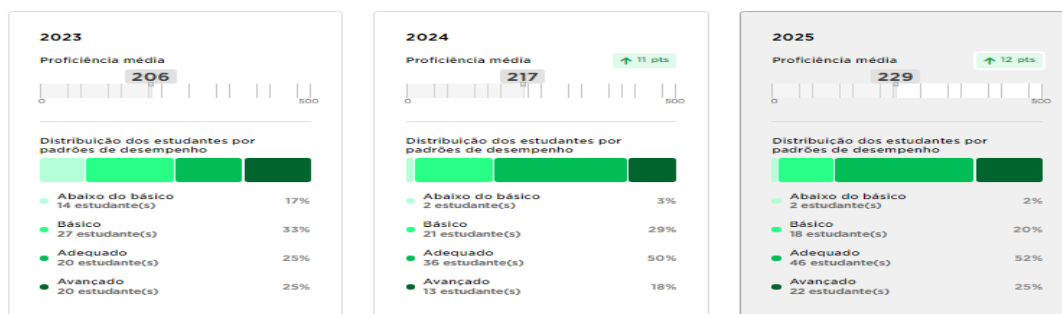 2023
Proficiência média
206
0
500
Distribuição dos estudantes por
padrões de desempenho
Abaixo do básico
14 estudante(s)
17%
Básico
27 estudante(s)
33%
Adequado
20 estudante(s)
25%
Avançado
20 estudante(s)
25%
2024
Proficiência média
↑ 11 pts
217
0
500
Distribuição dos estudantes por
padrões de desempenho
Abaixo do básico
2 estudante(s)
3%
Básico
21 estudante(s)
29%
Adequado
36 estudante(s)
50%
Avançado
13 estudante(s)
18%
2025
Proficiência média
↑ 12 pts
229
0
500
Distribuição dos estudantes por
padrões de desempenho
Abaixo do básico
2 estudante(s)
2%
Básico
18 estudante(s)
20%
Adequado
46 estudante(s)
52%
Avançado
22 estudante(s)
25%